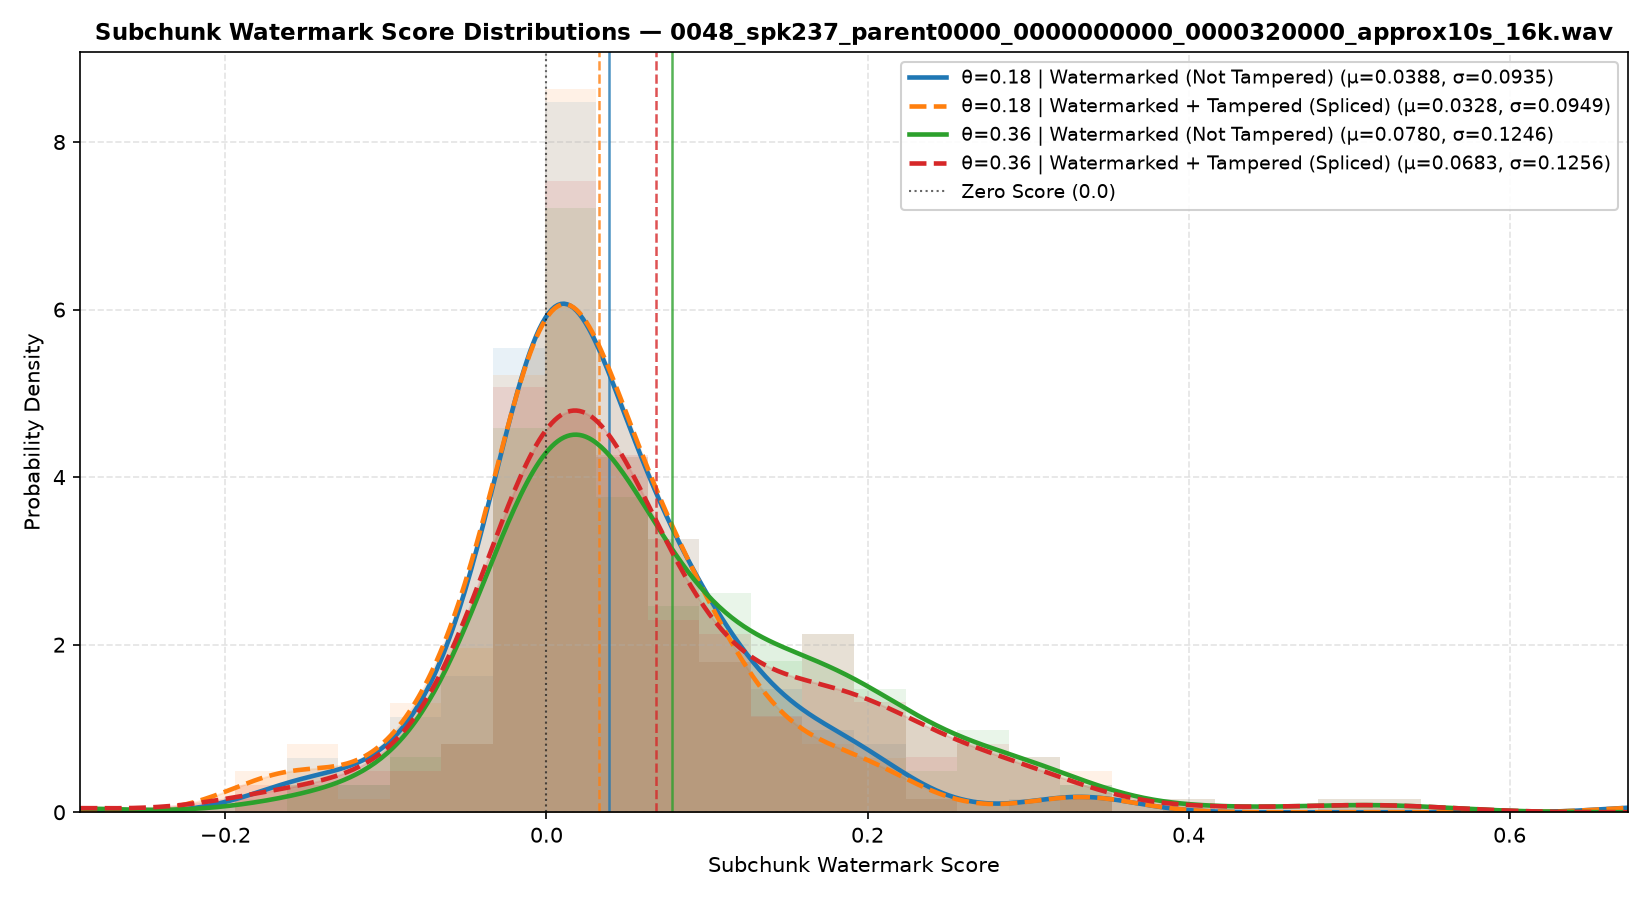 Subchunk Watermark Score Distributions — 0048_spk237_parent0000_0000000000_0000320000_approx10s_16k.wav
θ=0.18 | Watermarked (Not Tampered) (μ=0.0388, σ=0.0935)
θ=0.18 | Watermarked + Tampered (Spliced) (μ=0.0328, σ=0.0949)
θ=0.36 | Watermarked (Not Tampered) (μ=0.0780, σ=0.1246)
θ=0.36 | Watermarked + Tampered (Spliced) (μ=0.0683, σ=0.1256)
Zero Score (0.0)
Probability Density
8
6
4
2
0
−0.2 0.0 0.2 0.4 0.6
Subchunk Watermark Score